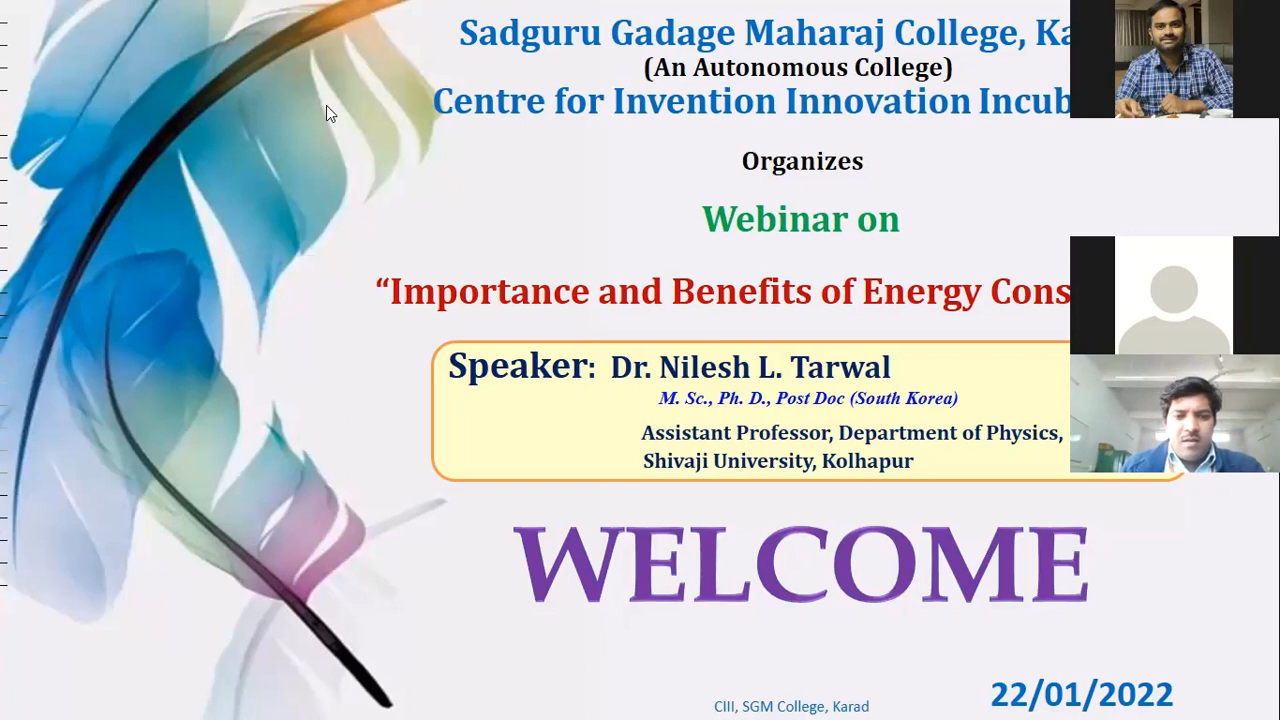 Sadguru Gadage Maharaj College, Ka
(An Autonomous College)
Centre for Invention Innovation Incub
Organizes
Webinar on
“Importance and Benefits of Energy Cons
Speaker: Dr. Nilesh L. Tarwal
M. Sc., Ph. D., Post Doc (South Korea)
Assistant Professor, Department of Physics,
Shivaji University, Kolhapur
WELCOME
22/01/2022
CIII, SGM College, Karad